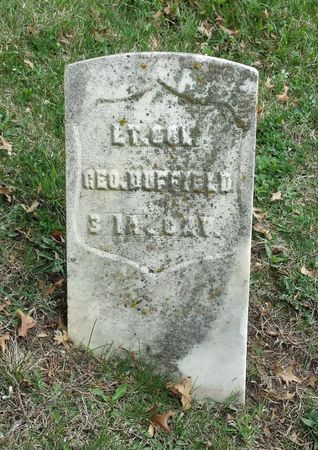 LT. COL.
GEO. DUFFIELD
3 IA. CAV.